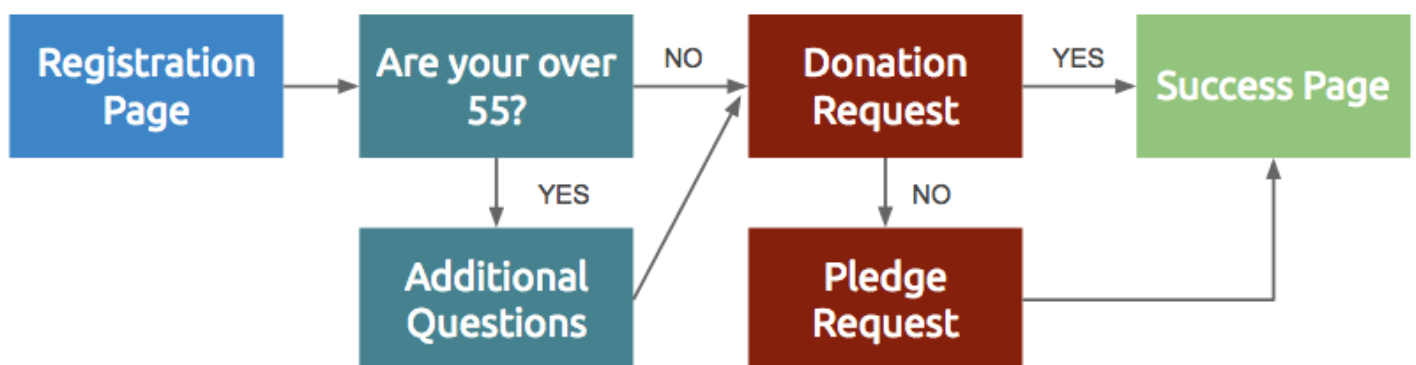 Registration
Page
Are your over
55?
NO
Donation
Request
YES
Success Page
YES
NO
Additional
Questions
Pledge
Request